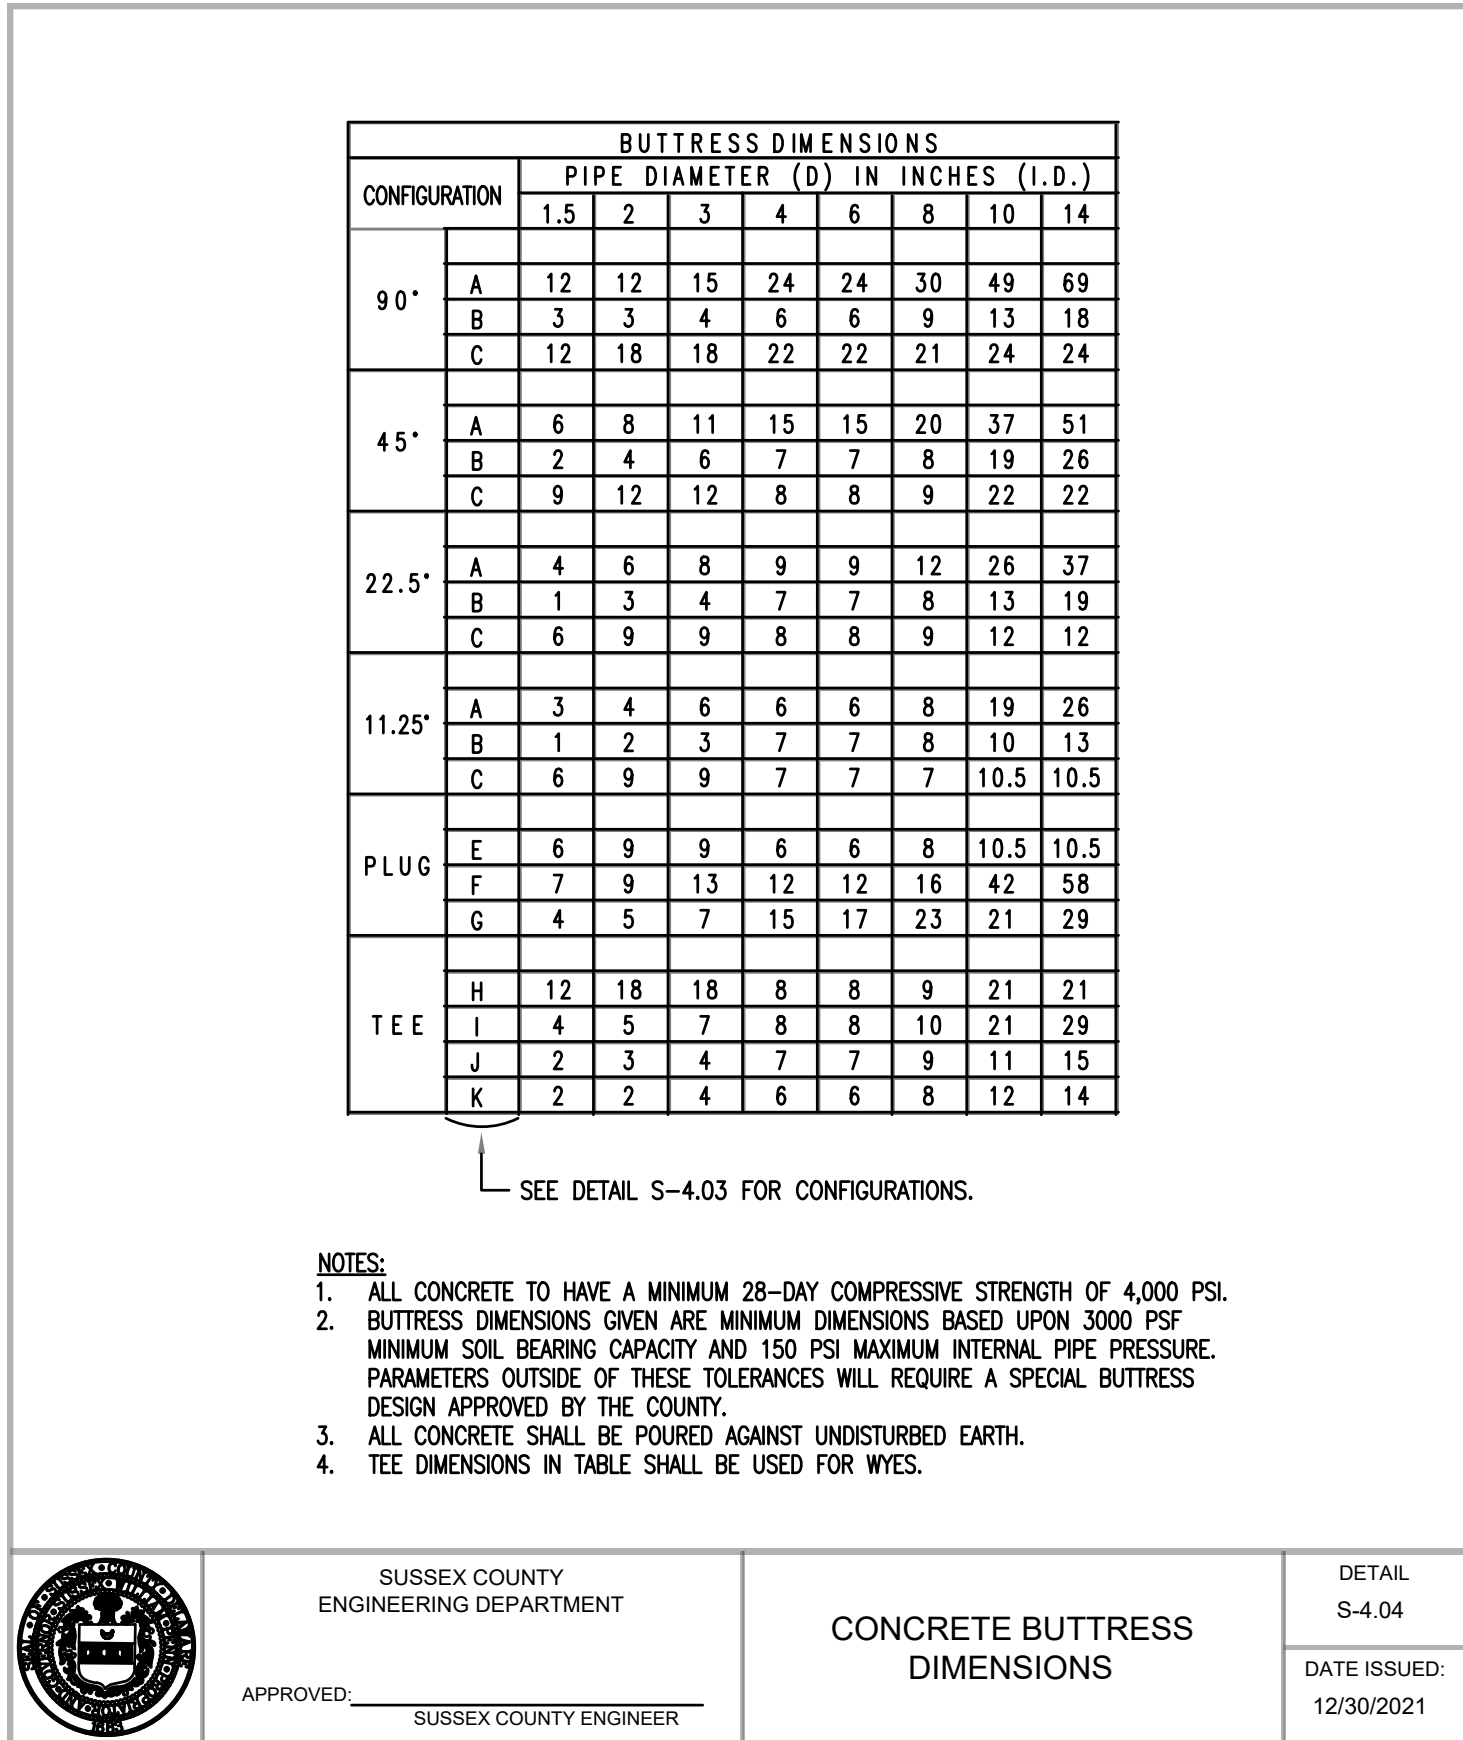 BUTTRESS DIMENSIONS
CONFIGURATION
PIPE DIAMETER (D) IN INCHES (I.D.)
1.5 2 3 4 6 8 10 14
90°
A 12 12 15 24 24 30 49 69
B 3 3 4 6 6 9 13 18
C 12 18 18 22 22 21 24 24
45°
A 6 8 11 15 15 20 37 51
B 2 4 6 7 7 8 19 26
C 9 12 12 8 8 9 22 22
22.5°
A 4 6 8 9 9 12 26 37
B 1 3 4 7 7 8 13 19
C 6 9 9 8 8 9 12 12
11.25°
A 3 4 6 6 6 8 19 26
B 1 2 3 7 7 8 10 13
C 6 9 9 7 7 7 10.5 10.5
PLUG
E 6 9 9 6 6 8 10.5 10.5
F 7 9 13 12 12 16 42 58
G 4 5 7 15 17 23 21 29
TEE
H 12 18 18 8 8 9 21 21
I 4 5 7 8 8 10 21 29
J 2 3 4 7 7 9 11 15
K 2 2 4 6 6 8 12 14
SEE DETAIL S-4.03 FOR CONFIGURATIONS.
NOTES:
1. ALL CONCRETE TO HAVE A MINIMUM 28-DAY COMPRESSIVE STRENGTH OF 4,000 PSI.
2. BUTTRESS DIMENSIONS GIVEN ARE MINIMUM DIMENSIONS BASED UPON 3000 PSF
MINIMUM SOIL BEARING CAPACITY AND 150 PSI MAXIMUM INTERNAL PIPE PRESSURE.
PARAMETERS OUTSIDE OF THESE TOLERANCES WILL REQUIRE A SPECIAL BUTTRESS
DESIGN APPROVED BY THE COUNTY.
3. ALL CONCRETE SHALL BE POURED AGAINST UNDISTURBED EARTH.
4. TEE DIMENSIONS IN TABLE SHALL BE USED FOR WYES.
SEAL OF SUSSEX COUNTY DELAWARE
1683
SUSSEX COUNTY
ENGINEERING DEPARTMENT
APPROVED:
SUSSEX COUNTY ENGINEER
CONCRETE BUTTRESS
DIMENSIONS
DETAIL
S-4.04
DATE ISSUED:
12/30/2021